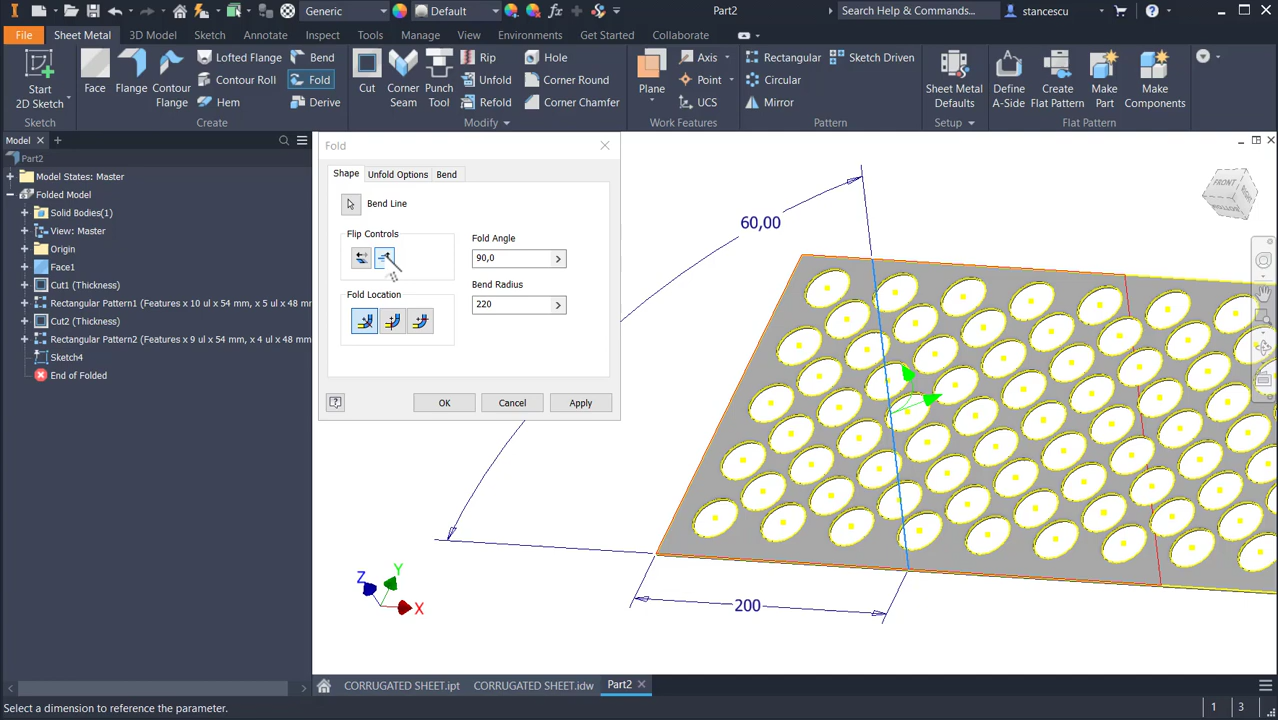 Generic
Default
Part2
Search Help & Commands...
stancescu
File
Sheet Metal
3D Model
Sketch
Annotate
Inspect
Tools
Manage
View
Environments
Get Started
Collaborate
Start
2D Sketch
Face
Flange
Contour
Flange
Lofted Flange
Contour Roll
Hem
Bend
Fold
Derive
Cut
Corner
Seam
Punch
Tool
Rip
Unfold
Refold
Hole
Corner Round
Corner Chamfer
Plane
Axis
Point
UCS
Rectangular
Circular
Mirror
Sketch Driven
Sheet Metal
Defaults
Define
A-Side
Create
Flat Pattern
Make
Part
Make
Components
Sketch
Create
Modify
Work Features
Pattern
Setup
Flat Pattern
Model
Part2
Model States: Master
Folded Model
Solid Bodies(1)
View: Master
Origin
Face1
Cut1 (Thickness)
Rectangular Pattern1 (Features x 10 ul x 54 mm, x 5 ul x 48 mm
Cut2 (Thickness)
Rectangular Pattern2 (Features x 9 ul x 54 mm, x 4 ul x 48 mm
Sketch4
End of Folded
Fold
Shape
Unfold Options
Bend
Bend Line
Flip Controls
Fold Angle
90,0
Fold Location
Bend Radius
220
OK
Cancel
Apply
60,00
200
FRONT
RIGHT
BOTTOM
Z
Y
X
CORRUGATED SHEET.ipt
CORRUGATED SHEET.idw
Part2
Select a dimension to reference the parameter.
1
3